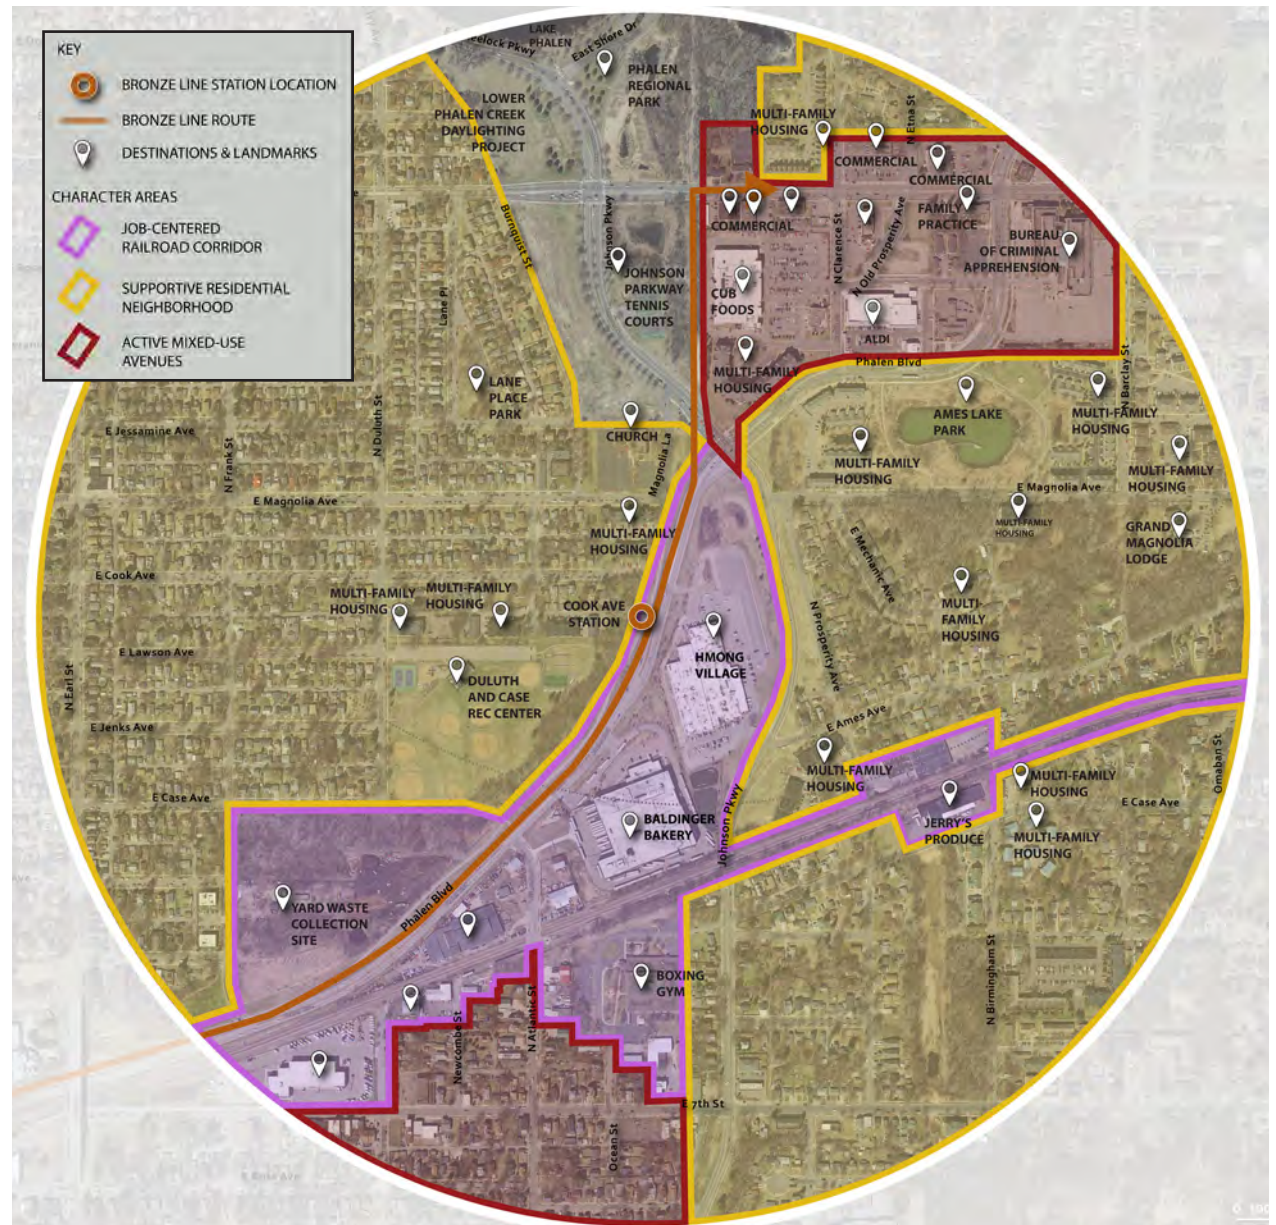 KEY
BRONZE LINE STATION LOCATION
BRONZE LINE ROUTE
DESTINATIONS & LANDMARKS
CHARACTER AREAS
JOB-CENTERED
RAILROAD CORRIDOR
SUPPORTIVE RESIDENTIAL
NEIGHBORHOOD
ACTIVE MIXED-USE
AVENUES
LAKE
PHALEN
East Shore Dr
PHALEN
REGIONAL
PARK
LOWER
PHALEN CREEK
DAYLIGHTING
PROJECT
MULTI-FAMILY
HOUSING
N Etna St
COMMERCIAL
COMMERCIAL
COMMERCIAL
FAMILY
PRACTICE
BUREAU
OF CRIMINAL
APPREHENSION
Burnquist St
Johnson Pkwy
N Clarence St
N Old Prosperity Ave
JOHNSON
PARKWAY
TENNIS
COURTS
CUB
FOODS
ALDI
Phalen Blvd
MULTI-FAMILY
HOUSING
Lane Pl
LANE
PLACE
PARK
CHURCH
Magnolia La
AMES LAKE
PARK
MULTI-FAMILY
HOUSING
N Barclay St
E Jessamine Ave
N Frank St
N Duluth St
MULTI-FAMILY
HOUSING
MULTI-FAMILY
HOUSING
E Magnolia Ave
E Magnolia Ave
MULTI-FAMILY
HOUSING
MULTI-FAMILY
HOUSING
GRAND
MAGNOLIA
LODGE
E Mechanic Ave
E Cook Ave
MULTI-FAMILY
HOUSING
MULTI-FAMILY
HOUSING
COOK AVE
STATION
MULTI-
FAMILY
HOUSING
N Prosperity Ave
E Lawson Ave
HMONG
VILLAGE
N Earl St
DULUTH
AND CASE
REC CENTER
E Jenks Ave
E Ames Ave
MULTI-FAMILY
HOUSING
Omaban St
E Case Ave
MULTI-FAMILY
HOUSING
E Case Ave
JERRY'S
PRODUCE
MULTI-FAMILY
HOUSING
BALDINGER
BAKERY
Johnson Pkwy
YARD WASTE
COLLECTION
SITE
Phalen Blvd
BOXING
GYM
N Birmingham St
Newcombe St
N Atlantic St
E 7th St
Ocean St